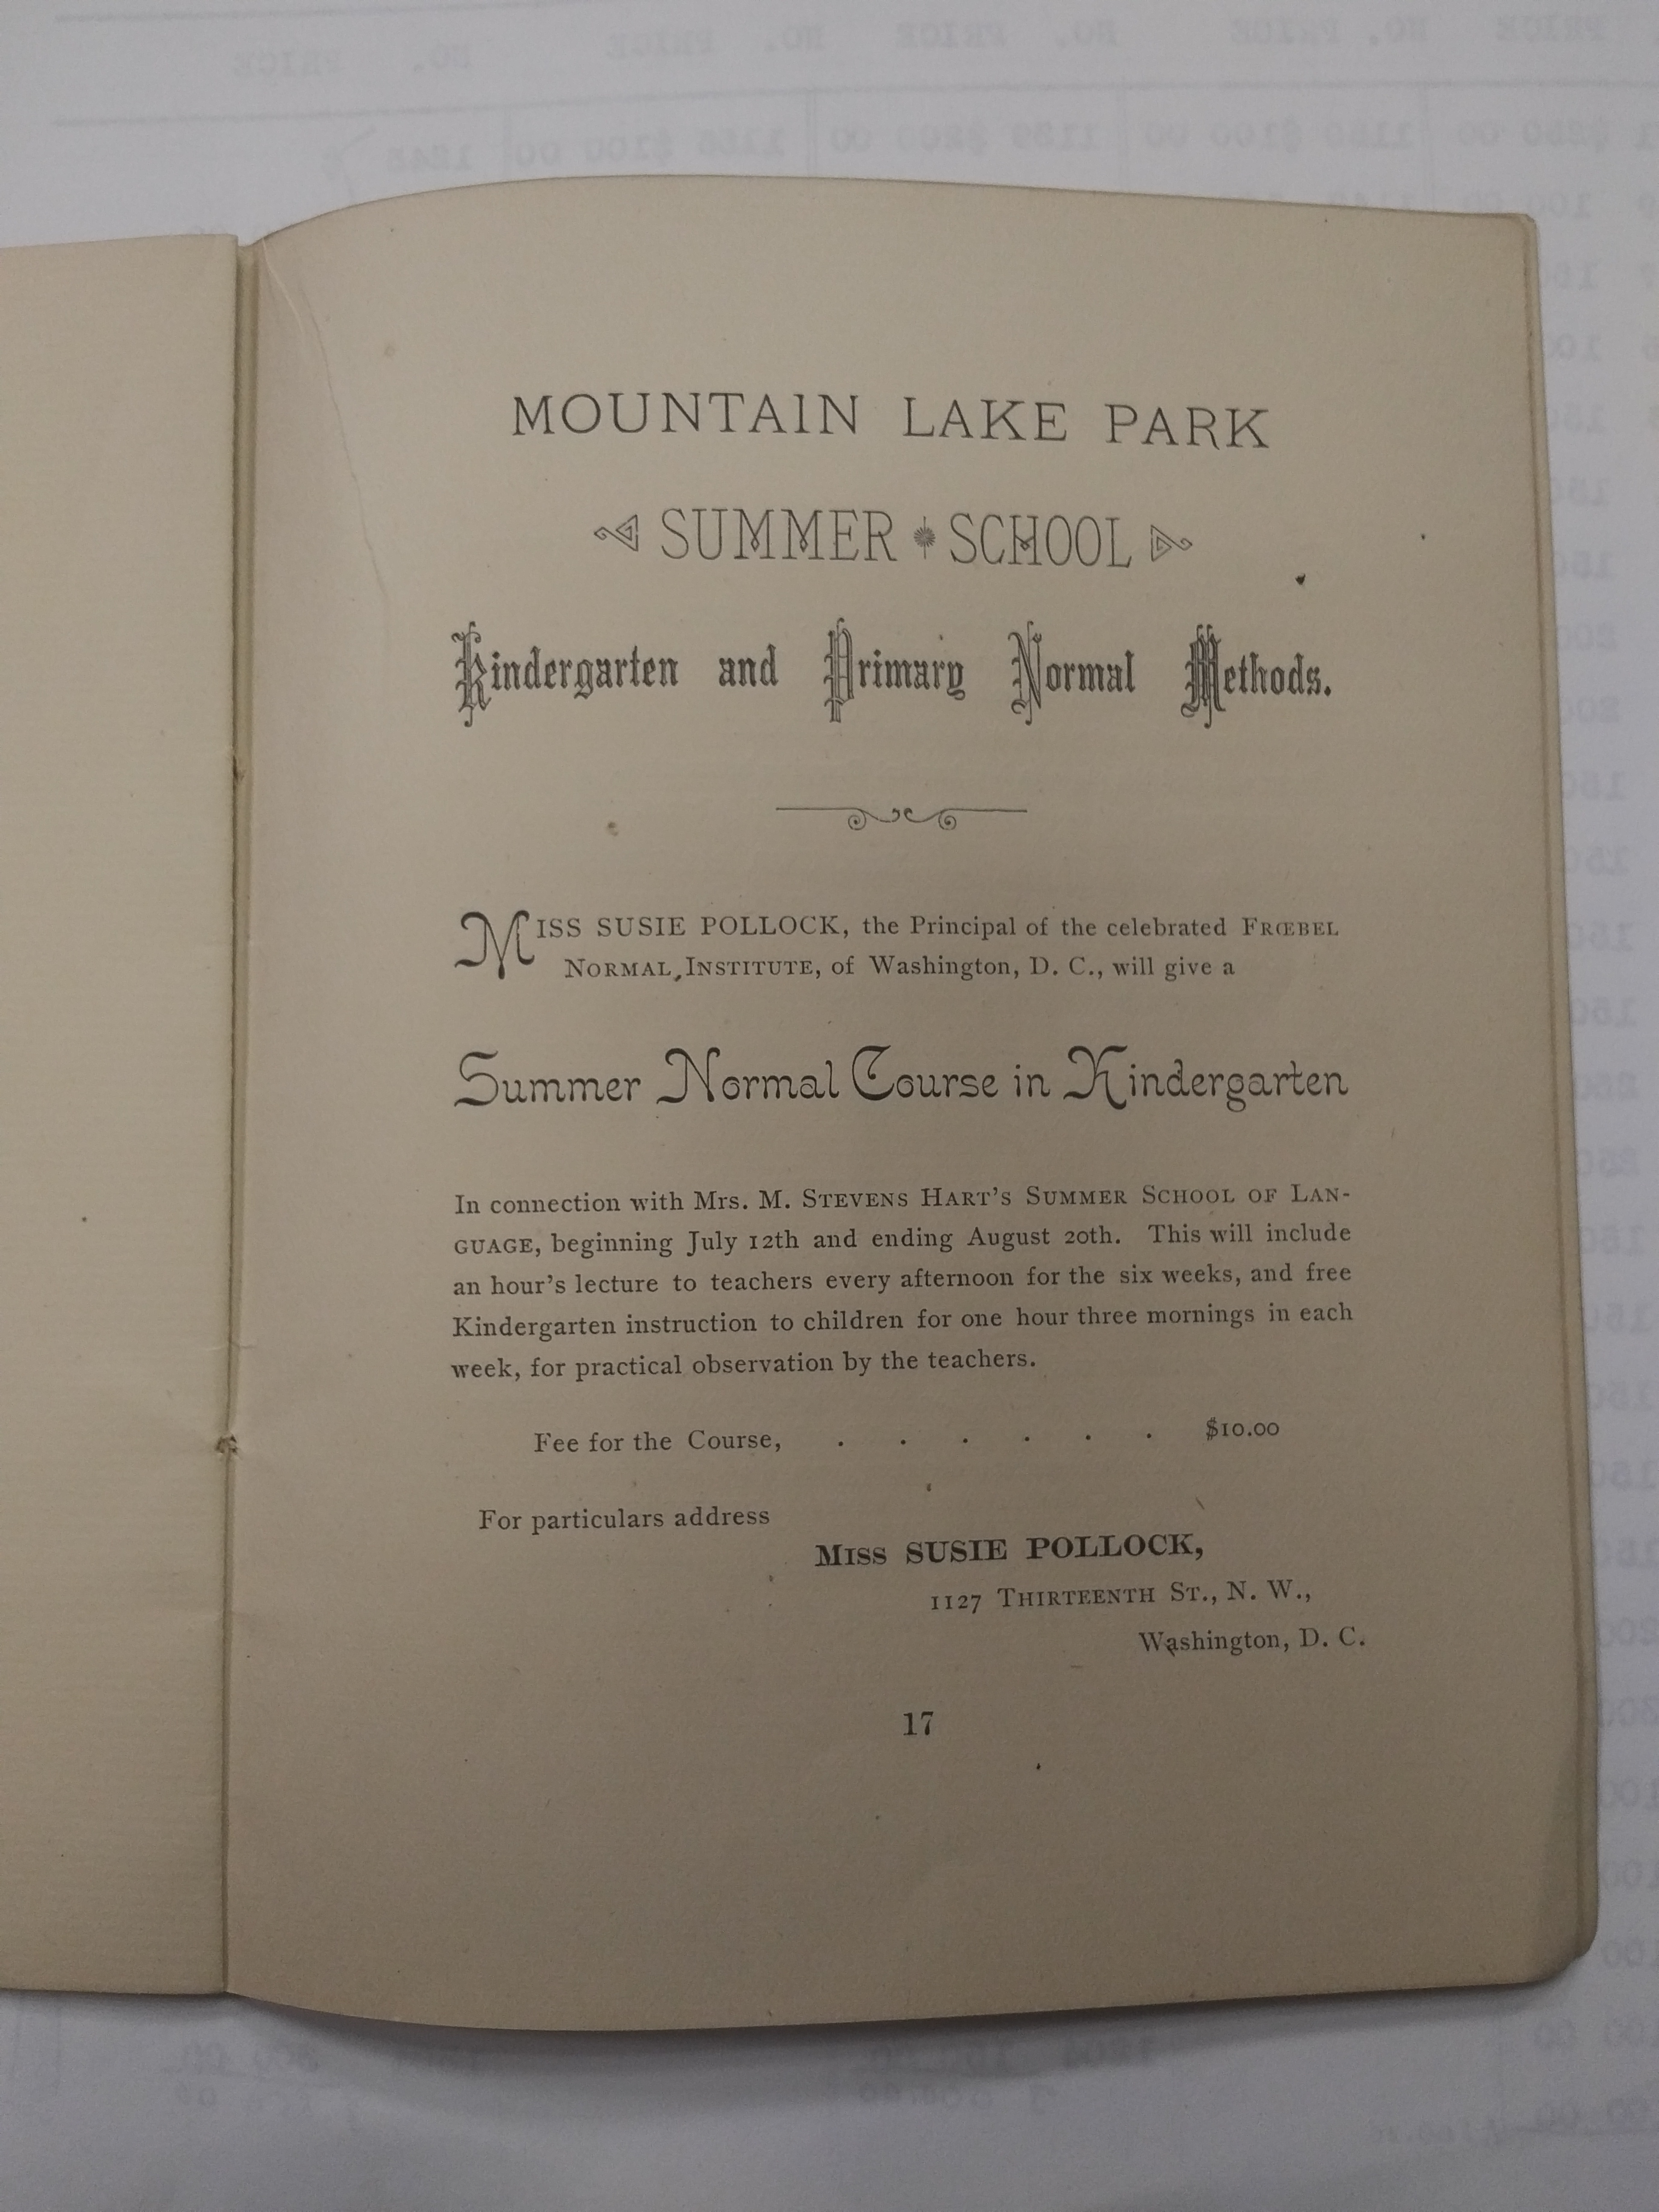 MOUNTAIN LAKE PARK
SUMMER SCHOOL
Kindergarten and Primary Normal Methods.
MISS SUSIE POLLOCK, the Principal of the celebrated FRŒBEL
NORMAL INSTITUTE, of Washington, D. C., will give a
Summer Normal Course in Kindergarten
In connection with Mrs. M. STEVENS HART'S SUMMER SCHOOL OF LAN-
GUAGE, beginning July 12th and ending August 20th. This will include
an hour's lecture to teachers every afternoon for the six weeks, and free
Kindergarten instruction to children for one hour three mornings in each
week, for practical observation by the teachers.
Fee for the Course, . . . . . . $10.00
For particulars address
MISS SUSIE POLLOCK,
1127 THIRTEENTH ST., N. W.,
Washington, D. C.
17